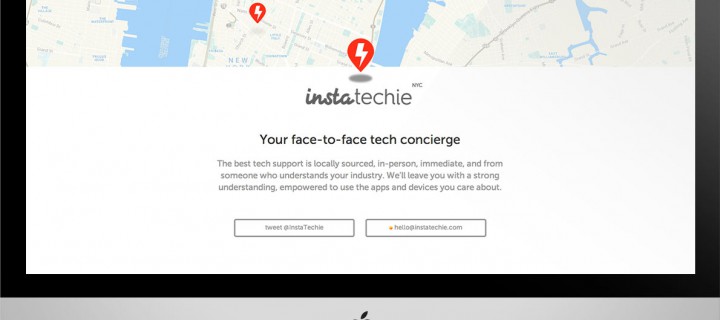 NEW
instatechie NYC
Your face-to-face tech concierge
The best tech support is locally sourced, in-person, immediate, and from
someone who understands your industry. We'll leave you with a strong
understanding, empowered to use the apps and devices you care about.
tweet @InstaTechie
hello@instatechie.com